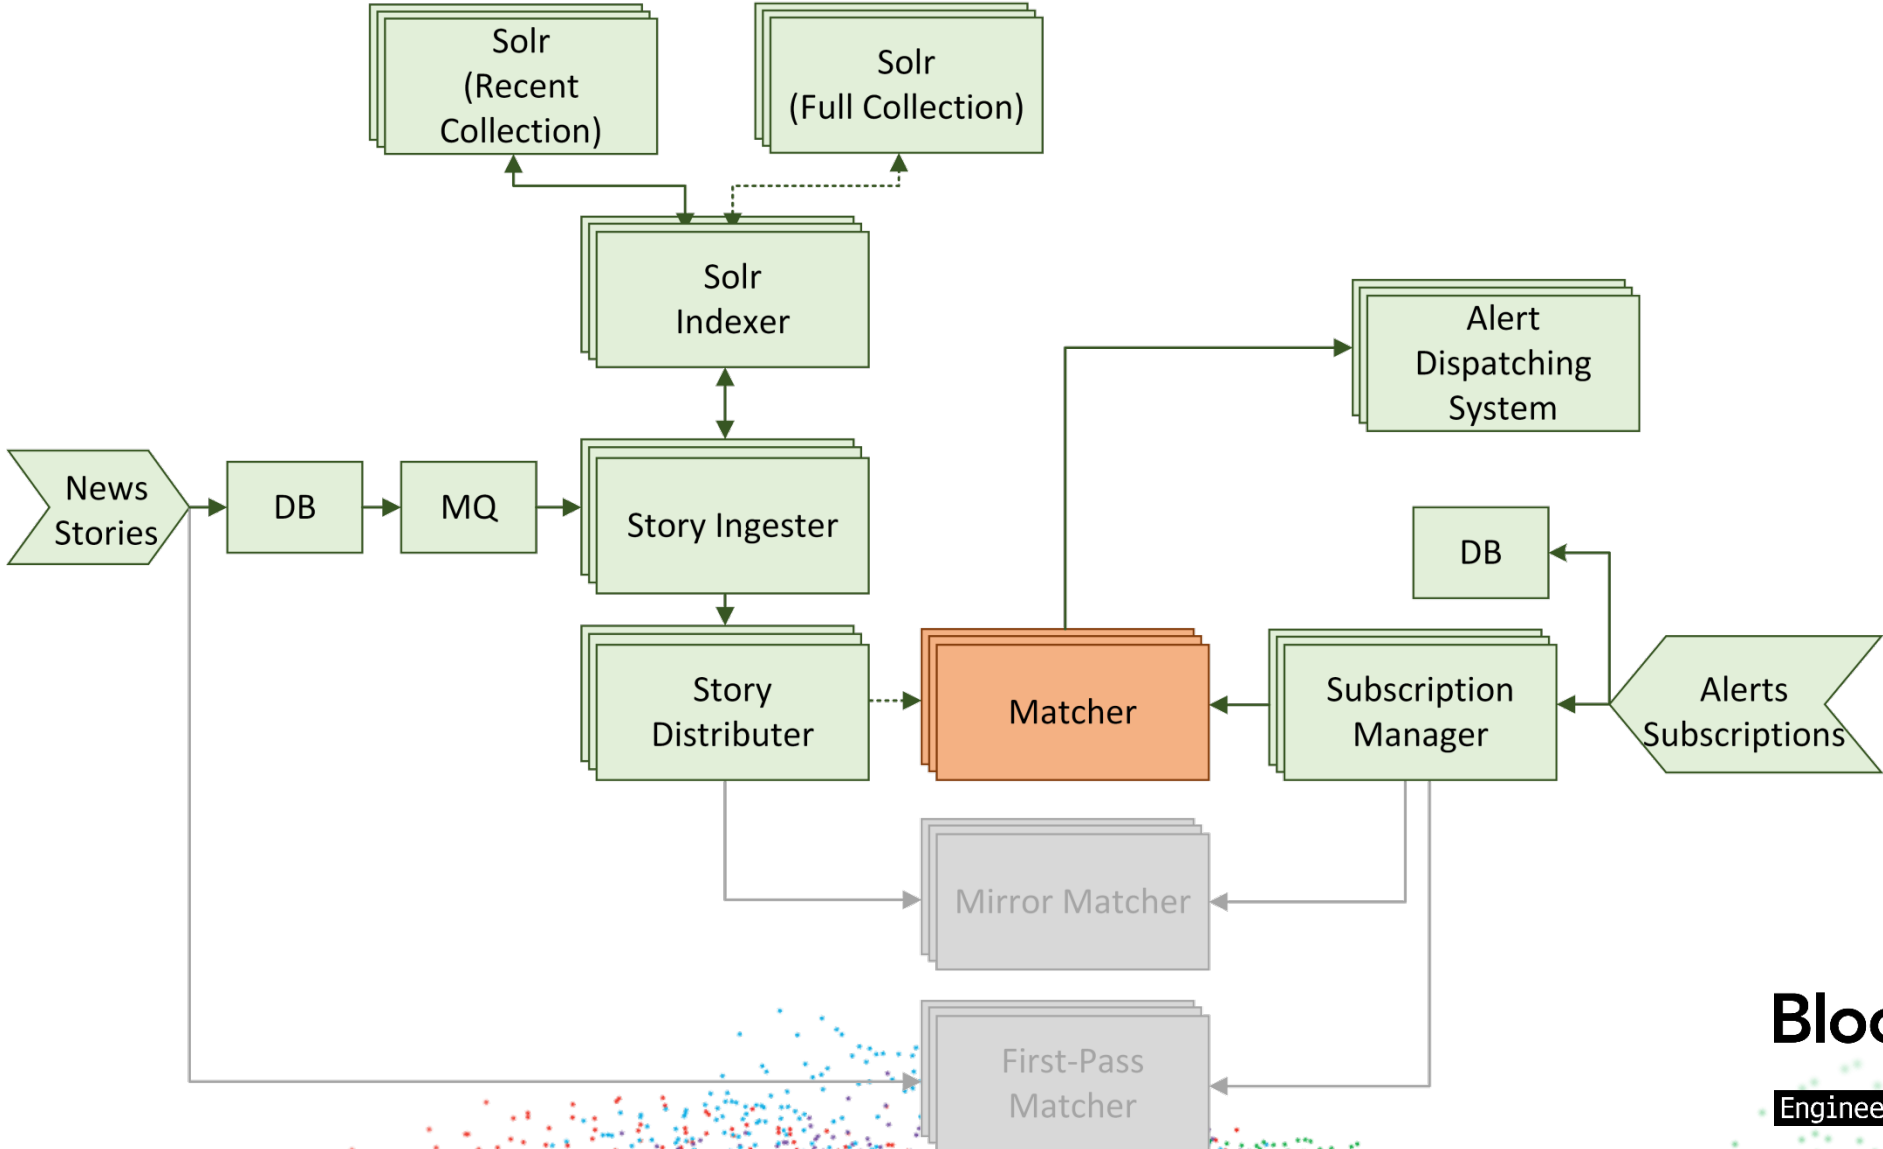 Solr
(Recent
Collection)
Solr
(Full Collection)
Solr
Indexer
Alert
Dispatching
System
News
Stories
DB
MQ
Story Ingester
DB
Story
Distributer
Matcher
Subscription
Manager
Alerts
Subscriptions
Mirror Matcher
First-Pass
Matcher